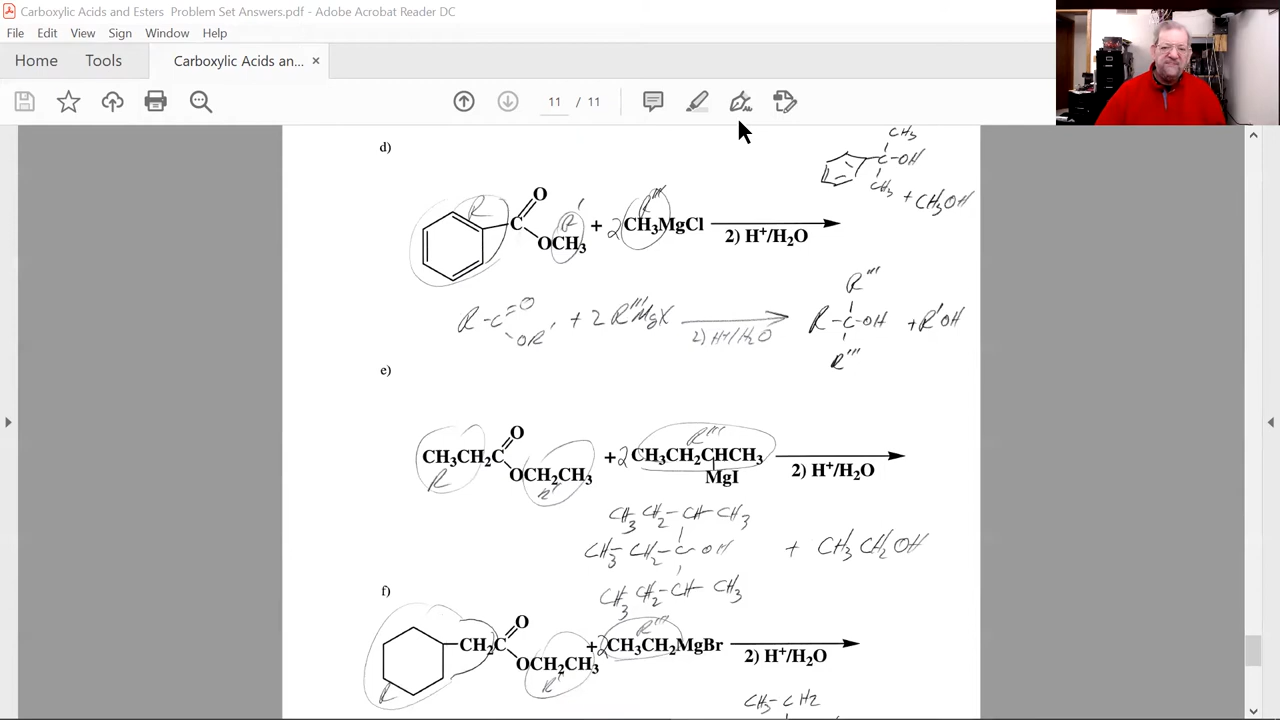 Carboxylic Acids and Esters Problem Set Answers.pdf - Adobe Acrobat Reader DC
File Edit View Sign Window Help
Home Tools Carboxylic Acids an... ×
11 / 11
d)
CH3
C-OH
CH3
+ CH3OH
R R' R'''
O
C
OCH3 + 2 CH3MgCl
2) H+/H2O
R-C=O
OR' + 2 R'''MgX
2) H+/H2O
R'''
R-C-OH + R'OH
R'''
e)
R'''
O
CH3CH2C
OCH2CH3 + 2 CH3CH2CHCH3
MgI
2) H+/H2O
R R'
CH3 CH2-CH-CH3
CH3-CH2-C-OH + CH3CH2OH
CH3 CH2-CH-CH3
f)
R'''
O
CH2C
OCH2CH3 + 2 CH3CH2MgBr
2) H+/H2O
R R'
CH3-CH2